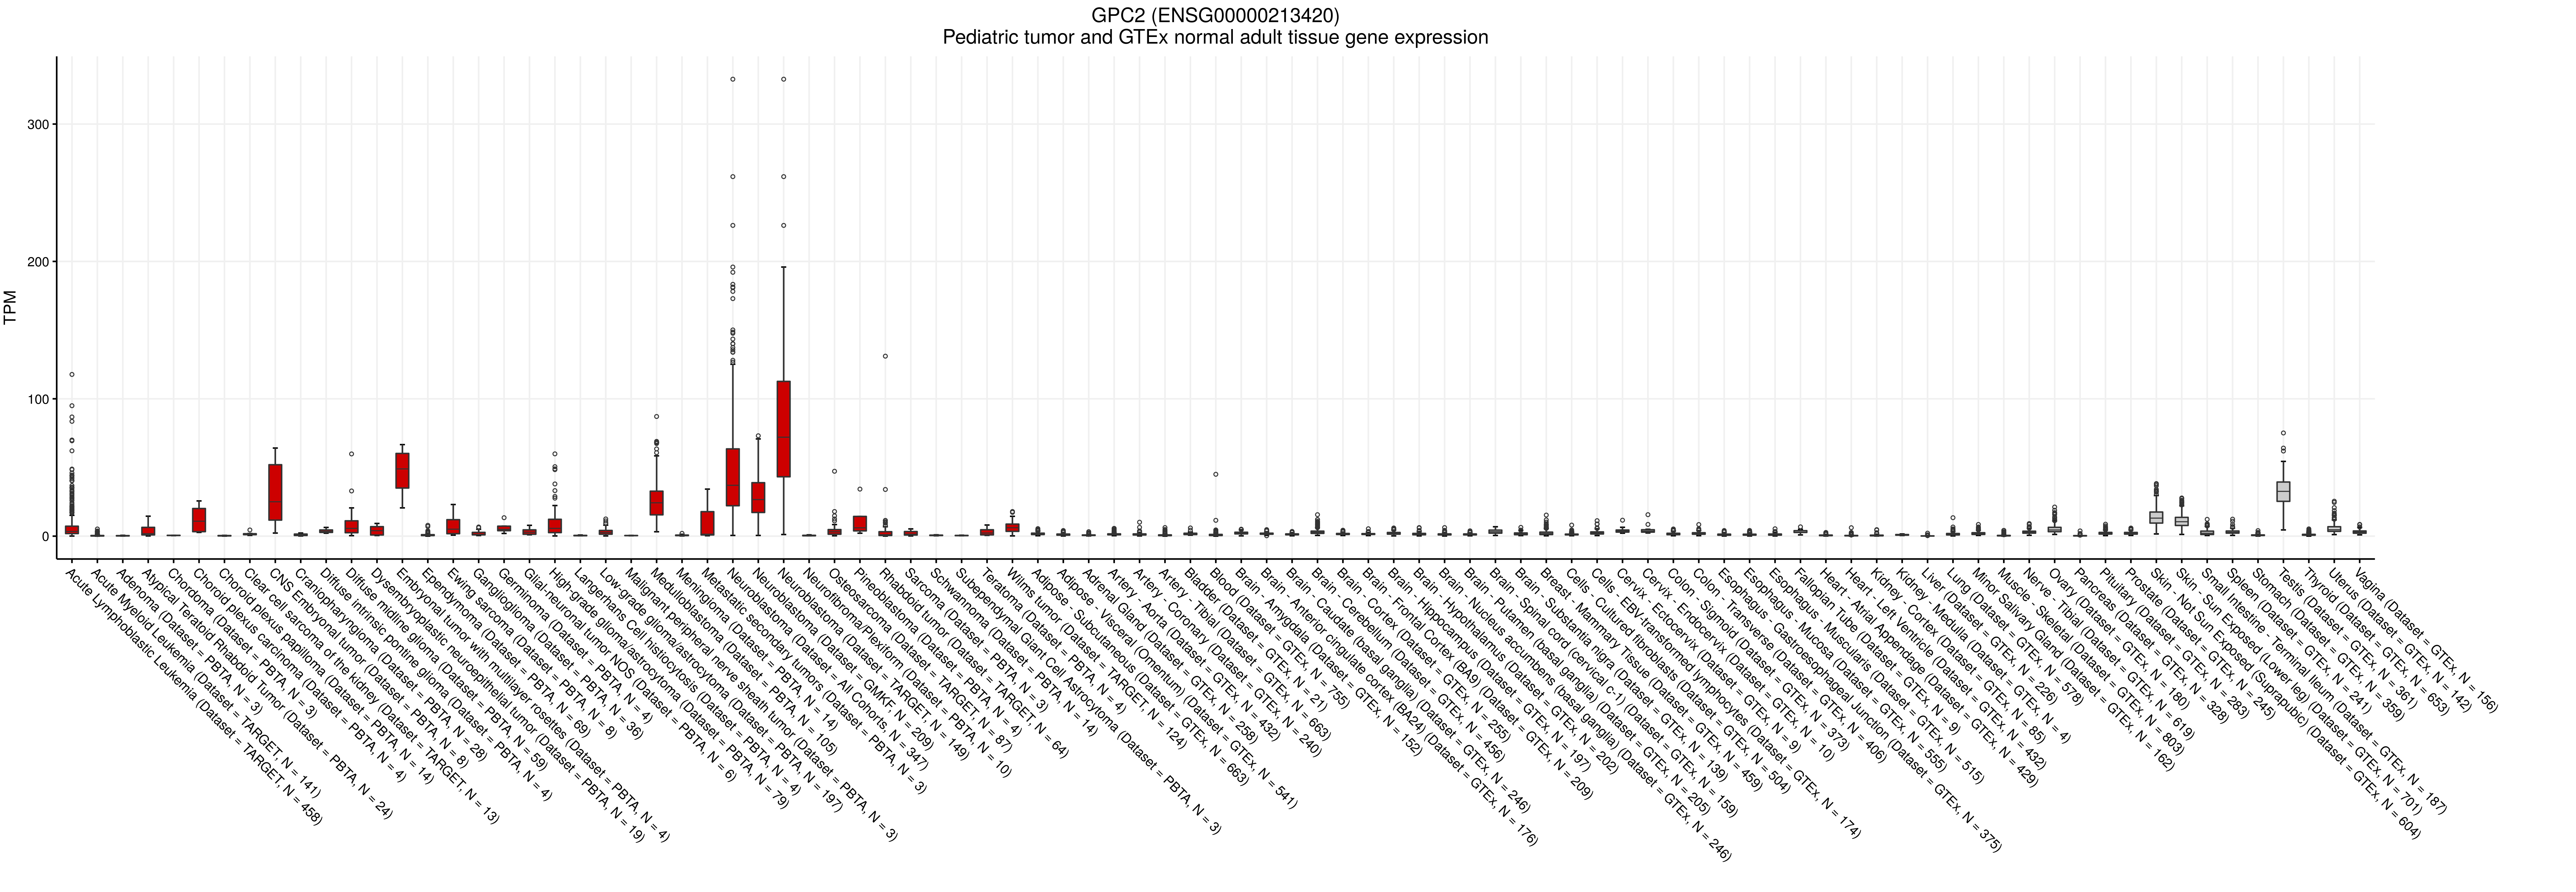 GPC2 (ENSG00000213420)
Pediatric tumor and GTEx normal adult tissue gene expression
TPM
300
200
100
0
Acute Lymphoblastic Leukemia (Dataset = TARGET, N = 458)
Acute Myeloid Leukemia (Dataset = TARGET, N = 141)
Adenoma (Dataset = PBTA, N = 3)
Atypical Teratoid Rhabdoid Tumor (Dataset = PBTA, N = 24)
Chordoma (Dataset = PBTA, N = 3)
Choroid plexus carcinoma (Dataset = PBTA, N = 4)
Choroid plexus papilloma (Dataset = PBTA, N = 14)
Clear cell sarcoma of the kidney (Dataset = TARGET, N = 13)
CNS Embryonal tumor (Dataset = PBTA, N = 8)
Craniopharyngioma (Dataset = PBTA, N = 28)
Diffuse intrinsic pontine glioma (Dataset = PBTA, N = 4)
Diffuse midline glioma (Dataset = PBTA, N = 59)
Dysembryoplastic neuroepithelial tumor (Dataset = PBTA, N = 19)
Embryonal tumor with multilayer rosettes (Dataset = PBTA, N = 4)
Ependymoma (Dataset = PBTA, N = 69)
Ewing sarcoma (Dataset = PBTA, N = 8)
Ganglioglioma (Dataset = PBTA, N = 36)
Germinoma (Dataset = PBTA, N = 4)
Glial-neuronal tumor NOS (Dataset = PBTA, N = 6)
High-grade glioma/astrocytoma (Dataset = PBTA, N = 79)
Langerhans Cell histiocytosis (Dataset = PBTA, N = 4)
Low-grade glioma/astrocytoma (Dataset = PBTA, N = 197)
Malignant peripheral nerve sheath tumor (Dataset = PBTA, N = 3)
Medulloblastoma (Dataset = PBTA, N = 105)
Meningioma (Dataset = PBTA, N = 14)
Metastatic secondary tumors (Dataset = PBTA, N = 3)
Neuroblastoma (Dataset = All Cohorts, N = 347)
Neuroblastoma (Dataset = GMKF, N = 209)
Neuroblastoma (Dataset = TARGET, N = 149)
Neurofibroma/Plexiform (Dataset = PBTA, N = 10)
Osteosarcoma (Dataset = TARGET, N = 87)
Pineoblastoma (Dataset = PBTA, N = 4)
Rhabdoid tumor (Dataset = TARGET, N = 64)
Sarcoma (Dataset = PBTA, N = 3)
Schwannoma (Dataset = PBTA, N = 14)
Subependymal Giant Cell Astrocytoma (Dataset = PBTA, N = 3)
Teratoma (Dataset = PBTA, N = 4)
Wilms tumor (Dataset = TARGET, N = 124)
Adipose - Subcutaneous (Dataset = GTEx, N = 663)
Adipose - Visceral (Omentum) (Dataset = GTEx, N = 541)
Adrenal Gland (Dataset = GTEx, N = 258)
Artery - Aorta (Dataset = GTEx, N = 432)
Artery - Coronary (Dataset = GTEx, N = 240)
Artery - Tibial (Dataset = GTEx, N = 663)
Bladder (Dataset = GTEx, N = 21)
Blood (Dataset = GTEx, N = 755)
Brain - Amygdala (Dataset = GTEx, N = 152)
Brain - Anterior cingulate cortex (BA24) (Dataset = GTEx, N = 176)
Brain - Caudate (basal ganglia) (Dataset = GTEx, N = 246)
Brain - Cerebellum (Dataset = GTEx, N = 456)
Brain - Cortex (Dataset = GTEx, N = 255)
Brain - Frontal Cortex (BA9) (Dataset = GTEx, N = 209)
Brain - Hippocampus (Dataset = GTEx, N = 197)
Brain - Hypothalamus (Dataset = GTEx, N = 202)
Brain - Nucleus accumbens (basal ganglia) (Dataset = GTEx, N = 246)
Brain - Putamen (basal ganglia) (Dataset = GTEx, N = 205)
Brain - Spinal cord (cervical c-1) (Dataset = GTEx, N = 159)
Brain - Substantia nigra (Dataset = GTEx, N = 139)
Breast - Mammary Tissue (Dataset = GTEx, N = 459)
Cells - Cultured fibroblasts (Dataset = GTEx, N = 504)
Cells - EBV-transformed lymphocytes (Dataset = GTEx, N = 174)
Cervix - Ectocervix (Dataset = GTEx, N = 9)
Cervix - Endocervix (Dataset = GTEx, N = 10)
Colon - Sigmoid (Dataset = GTEx, N = 373)
Colon - Transverse (Dataset = GTEx, N = 406)
Esophagus - Gastroesophageal Junction (Dataset = GTEx, N = 375)
Esophagus - Mucosa (Dataset = GTEx, N = 555)
Esophagus - Muscularis (Dataset = GTEx, N = 515)
Fallopian Tube (Dataset = GTEx, N = 9)
Heart - Atrial Appendage (Dataset = GTEx, N = 429)
Heart - Left Ventricle (Dataset = GTEx, N = 432)
Kidney - Cortex (Dataset = GTEx, N = 85)
Kidney - Medulla (Dataset = GTEx, N = 4)
Liver (Dataset = GTEx, N = 226)
Lung (Dataset = GTEx, N = 578)
Minor Salivary Gland (Dataset = GTEx, N = 162)
Muscle - Skeletal (Dataset = GTEx, N = 803)
Nerve - Tibial (Dataset = GTEx, N = 619)
Ovary (Dataset = GTEx, N = 180)
Pancreas (Dataset = GTEx, N = 328)
Pituitary (Dataset = GTEx, N = 283)
Prostate (Dataset = GTEx, N = 245)
Skin - Not Sun Exposed (Suprapubic) (Dataset = GTEx, N = 604)
Skin - Sun Exposed (Lower leg) (Dataset = GTEx, N = 701)
Small Intestine - Terminal Ileum (Dataset = GTEx, N = 187)
Spleen (Dataset = GTEx, N = 241)
Stomach (Dataset = GTEx, N = 359)
Testis (Dataset = GTEx, N = 361)
Thyroid (Dataset = GTEx, N = 653)
Uterus (Dataset = GTEx, N = 142)
Vagina (Dataset = GTEx, N = 156)